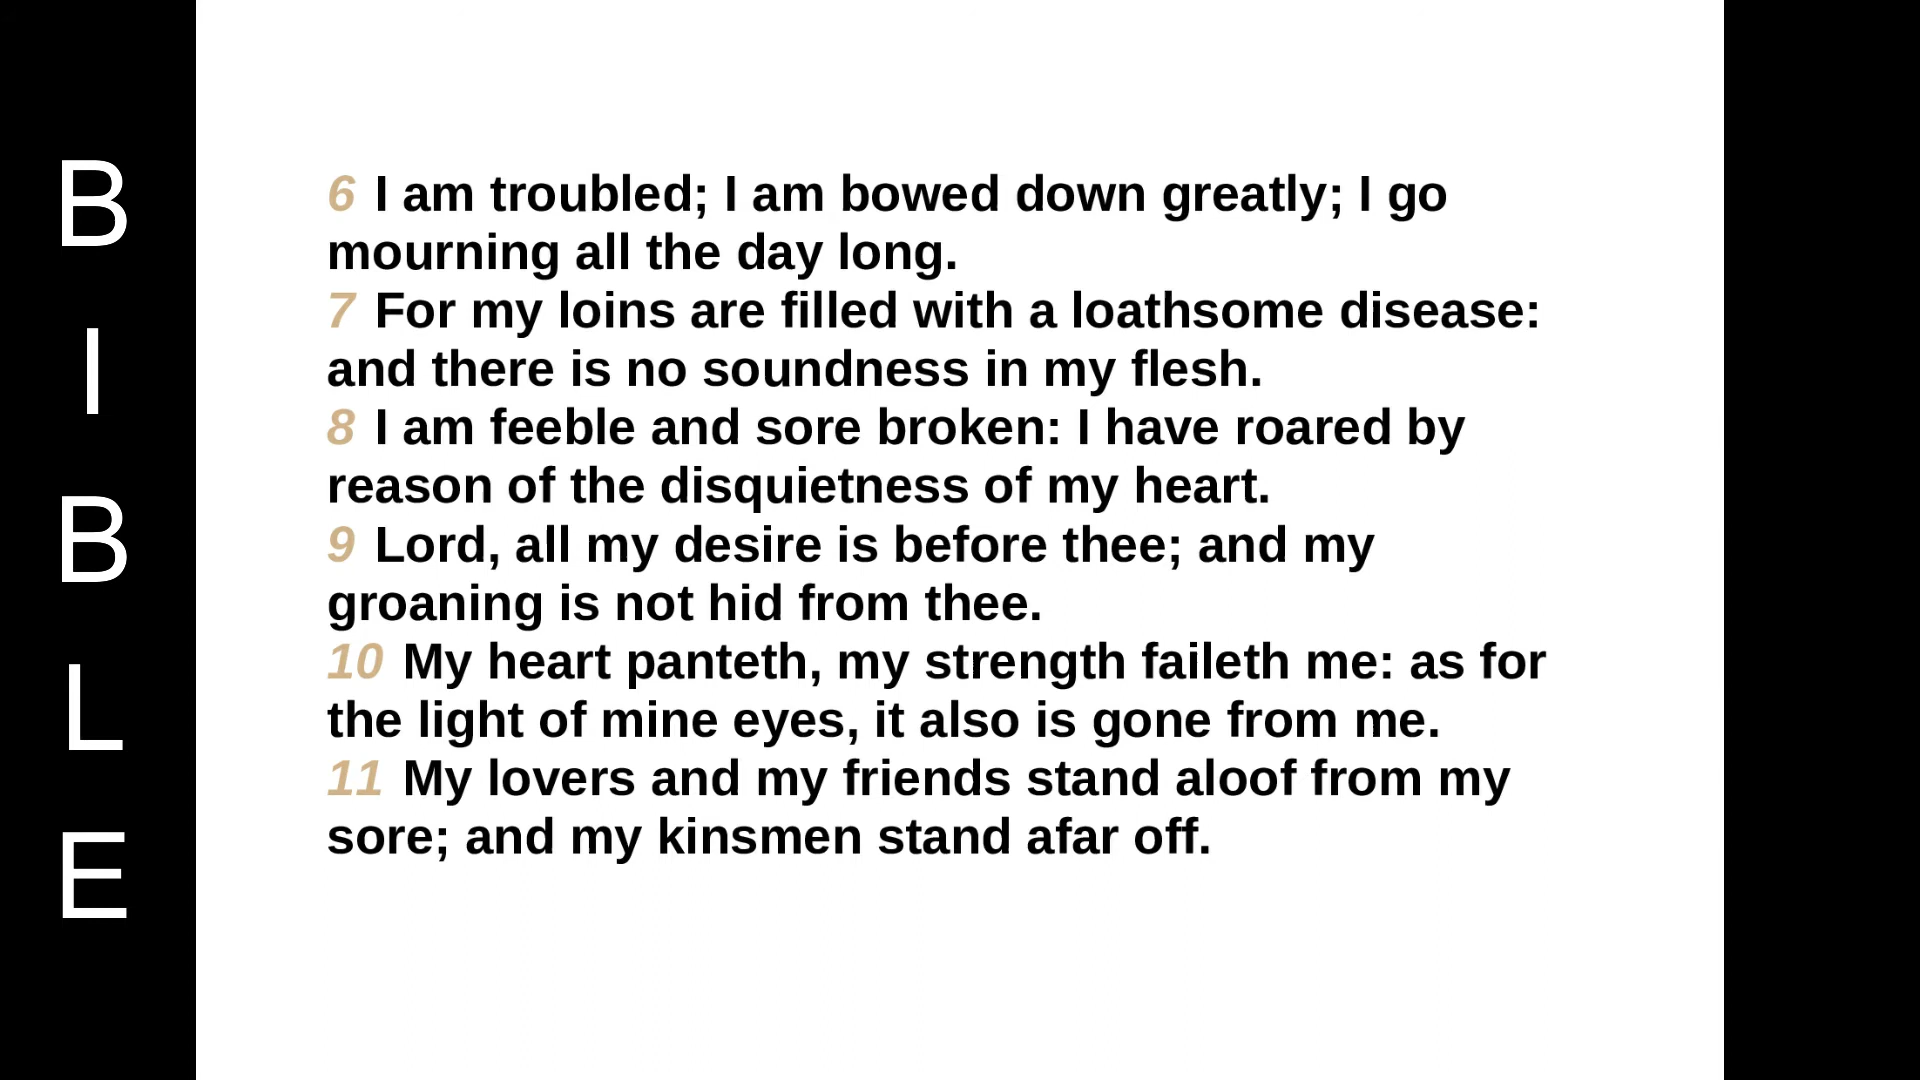 BIBLE
6 I am troubled; I am bowed down greatly; I go
mourning all the day long.
7 For my loins are filled with a loathsome disease:
and there is no soundness in my flesh.
8 I am feeble and sore broken: I have roared by
reason of the disquietness of my heart.
9 Lord, all my desire is before thee; and my
groaning is not hid from thee.
10 My heart panteth, my strength faileth me: as for
the light of mine eyes, it also is gone from me.
11 My lovers and my friends stand aloof from my
sore; and my kinsmen stand afar off.